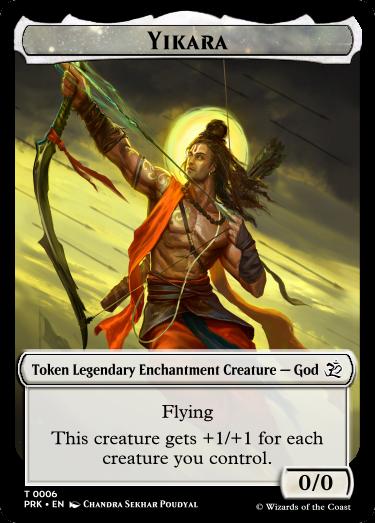 Yikara
Token Legendary Enchantment Creature — God
Flying
This creature gets +1/+1 for each
creature you control.
0/0
T 0006
PRK • EN Chandra Sekhar Poudyal
© Wizards of the Coast